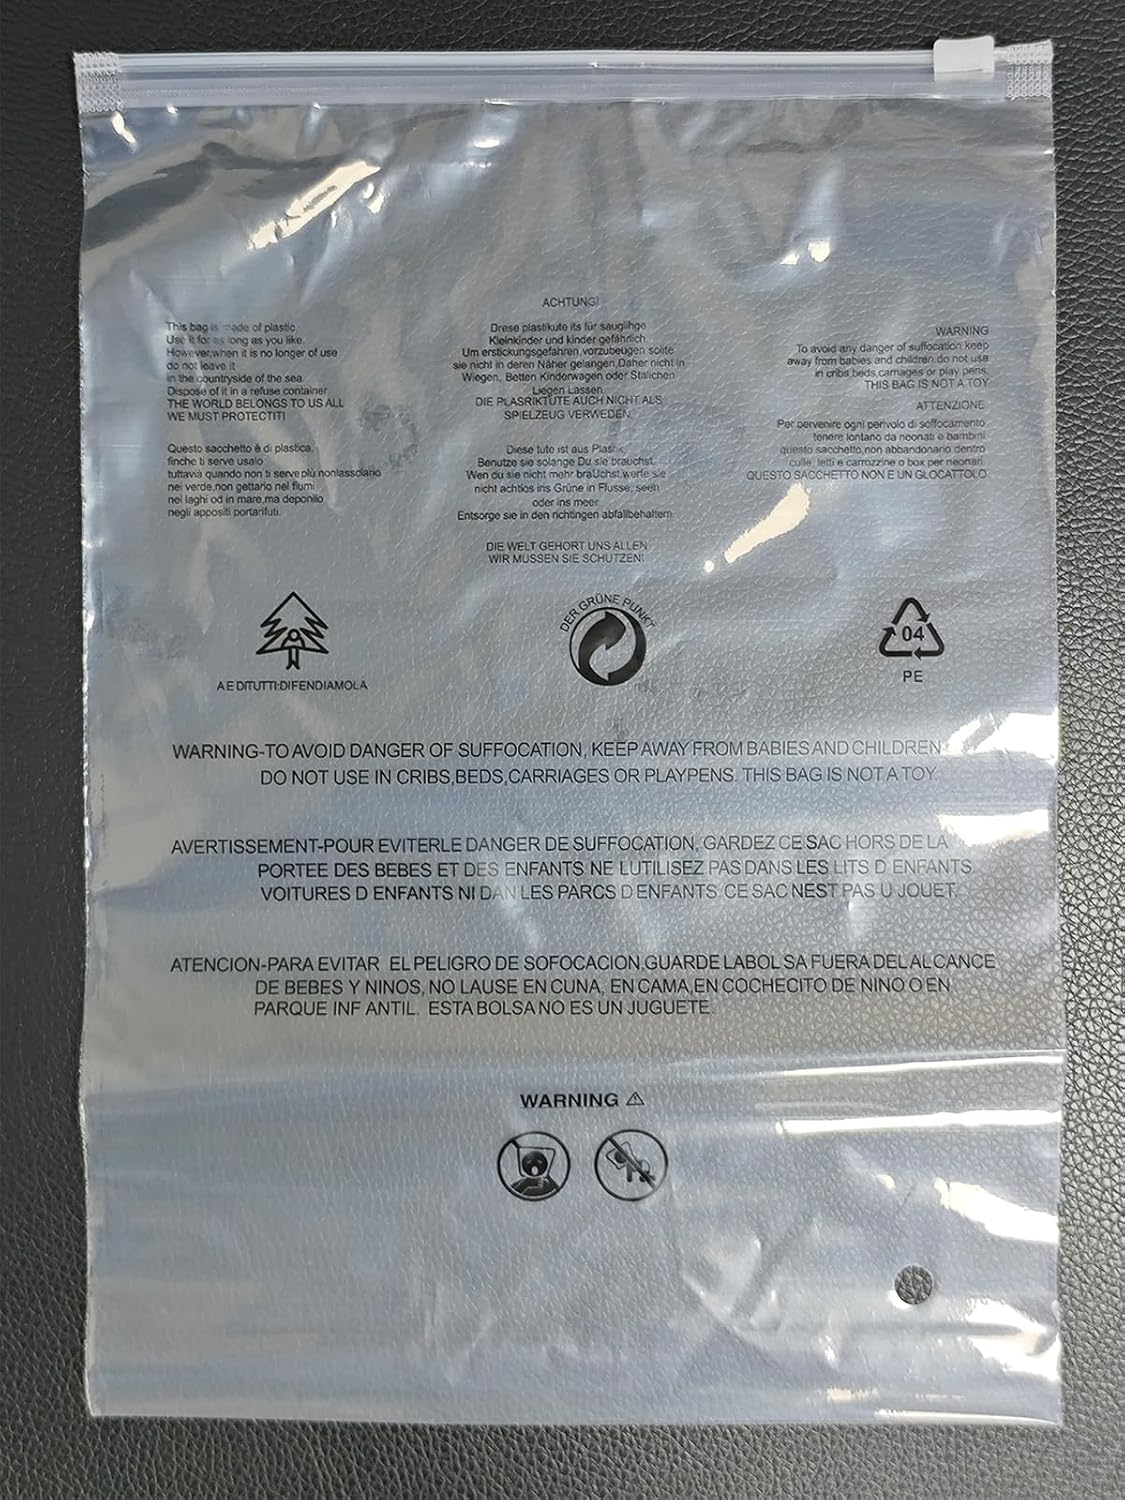 This bag is made of plastic
Use it for as long as you like.
However,when it is no longer of use
do not leave it
in the countryside of the sea.
Dispose of it in a refuse container
THE WORLD BELONGS TO US ALL
WE MUST PROTECTITI
Questo sacchetto è di plastica,
finche ti serve usalo
tuttavia quando non ti serve più nonlassclario
nei verde,non gettario nel fiumi
nei laghi od in mare,ma deponilo
negli appositi portarifuti.
ACHTUNG!
Drese plastikute its für sauglihge
Kleinkinder und kinder gefährlich
Um erstickungsgefahren,vorzubeugen sollte
sie nicht in deren Näher gelangen,Daher nicht in
Wiegen, Betten Kinderwagen oder Stalichen
Liegen Lassen.
DIE PLASRIKTUTE AUCH NICHT ALS
SPIELZEUG VERWEDEN.
Diese tute ist aus Plastik
Benutze sie solange Du sie brauchst.
Wen du sie nicht mehr braUchst,werfe sie
nicht achtlos ins Grüne in Flusse, seen
oder ins meer.
Entsorge sie in den richtingen abfallbehaltern
DIE WELT GEHORT UNS ALLEN
WIR MUSSEN SIE SCHUTZEN!
WARNING
To avoid any danger of suffocation keep
away from babies and children do not use
in cribs,beds,carriages or play pens.
THIS BAG IS NOT A TOY
ATTENZIONE
Per pervenire ogni perivolo di soffocamento
tenere lontano da neonati e bambini
questo sacchetto,non abbandonario dentro
culle, letti e carrozzine o box per neonari
QUESTO SACCHETTO NON E UN GLOCATTOLO
A E DITUTTI:DIFENDIAMOLA
DER GRÜNE PUNKT
04
PE
WARNING-TO AVOID DANGER OF SUFFOCATION, KEEP AWAY FROM BABIES AND CHILDREN
DO NOT USE IN CRIBS,BEDS,CARRIAGES OR PLAYPENS. THIS BAG IS NOT A TOY.
AVERTISSEMENT-POUR EVITERLE DANGER DE SUFFOCATION, GARDEZ CE SAC HORS DE LA
PORTEE DES BEBES ET DES ENFANTS NE LUTILISEZ PAS DANS LES LITS D ENFANTS
VOITURES D ENFANTS NI DAN LES PARCS D ENFANTS CE SAC NEST PAS U JOUET.
ATENCION-PARA EVITAR EL PELIGRO DE SOFOCACION,GUARDE LABOL SA FUERA DEL ALCANCE
DE BEBES Y NINOS, NO LAUSE EN CUNA, EN CAMA,EN COCHECITO DE NINO O EN
PARQUE INF ANTIL. ESTA BOLSA NO ES UN JUGUETE.
WARNING